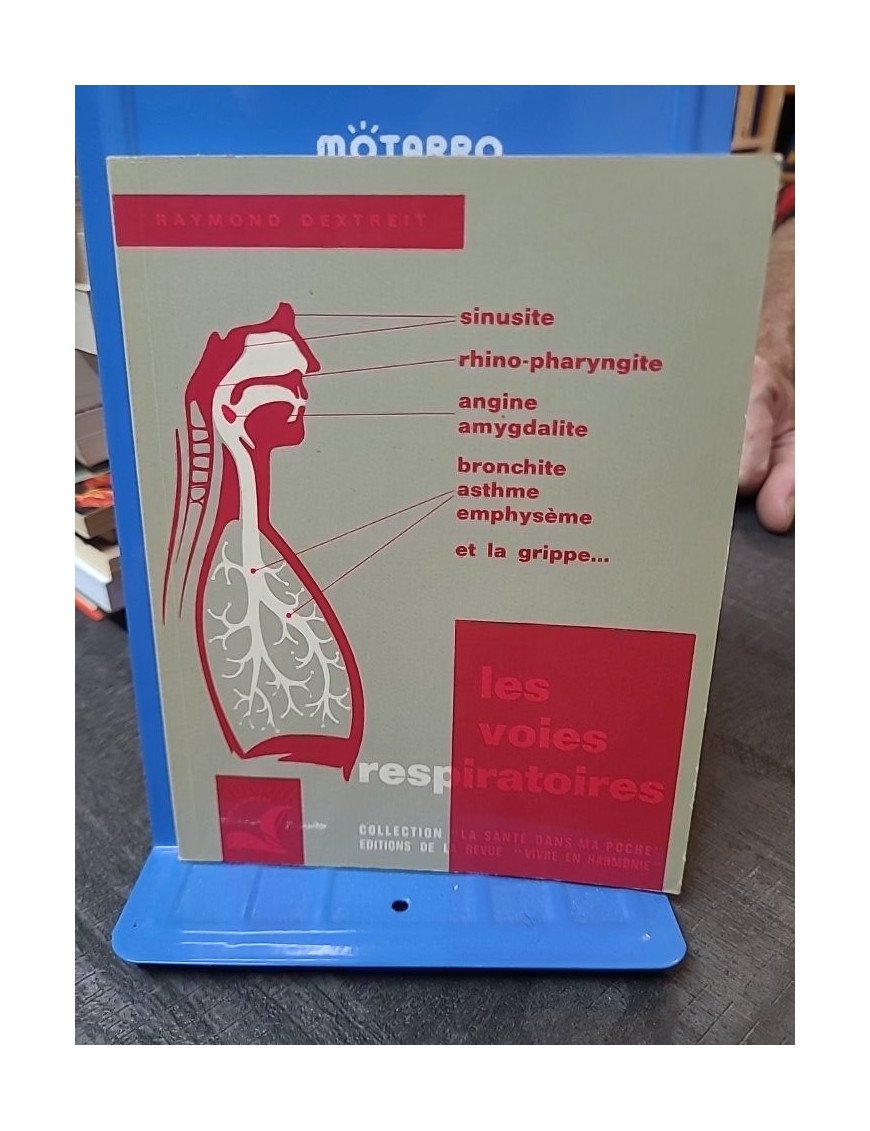 MOTARRO
RAYMOND DEXTREIT
sinusite
rhino-pharyngite
angine
amygdalite
bronchite
asthme
emphysème
et la grippe...
les
voies
respiratoires
COLLECTION "LA SANTÉ DANS MA POCHE"
EDITIONS DE LA REVUE "VIVRE EN HARMONIE"